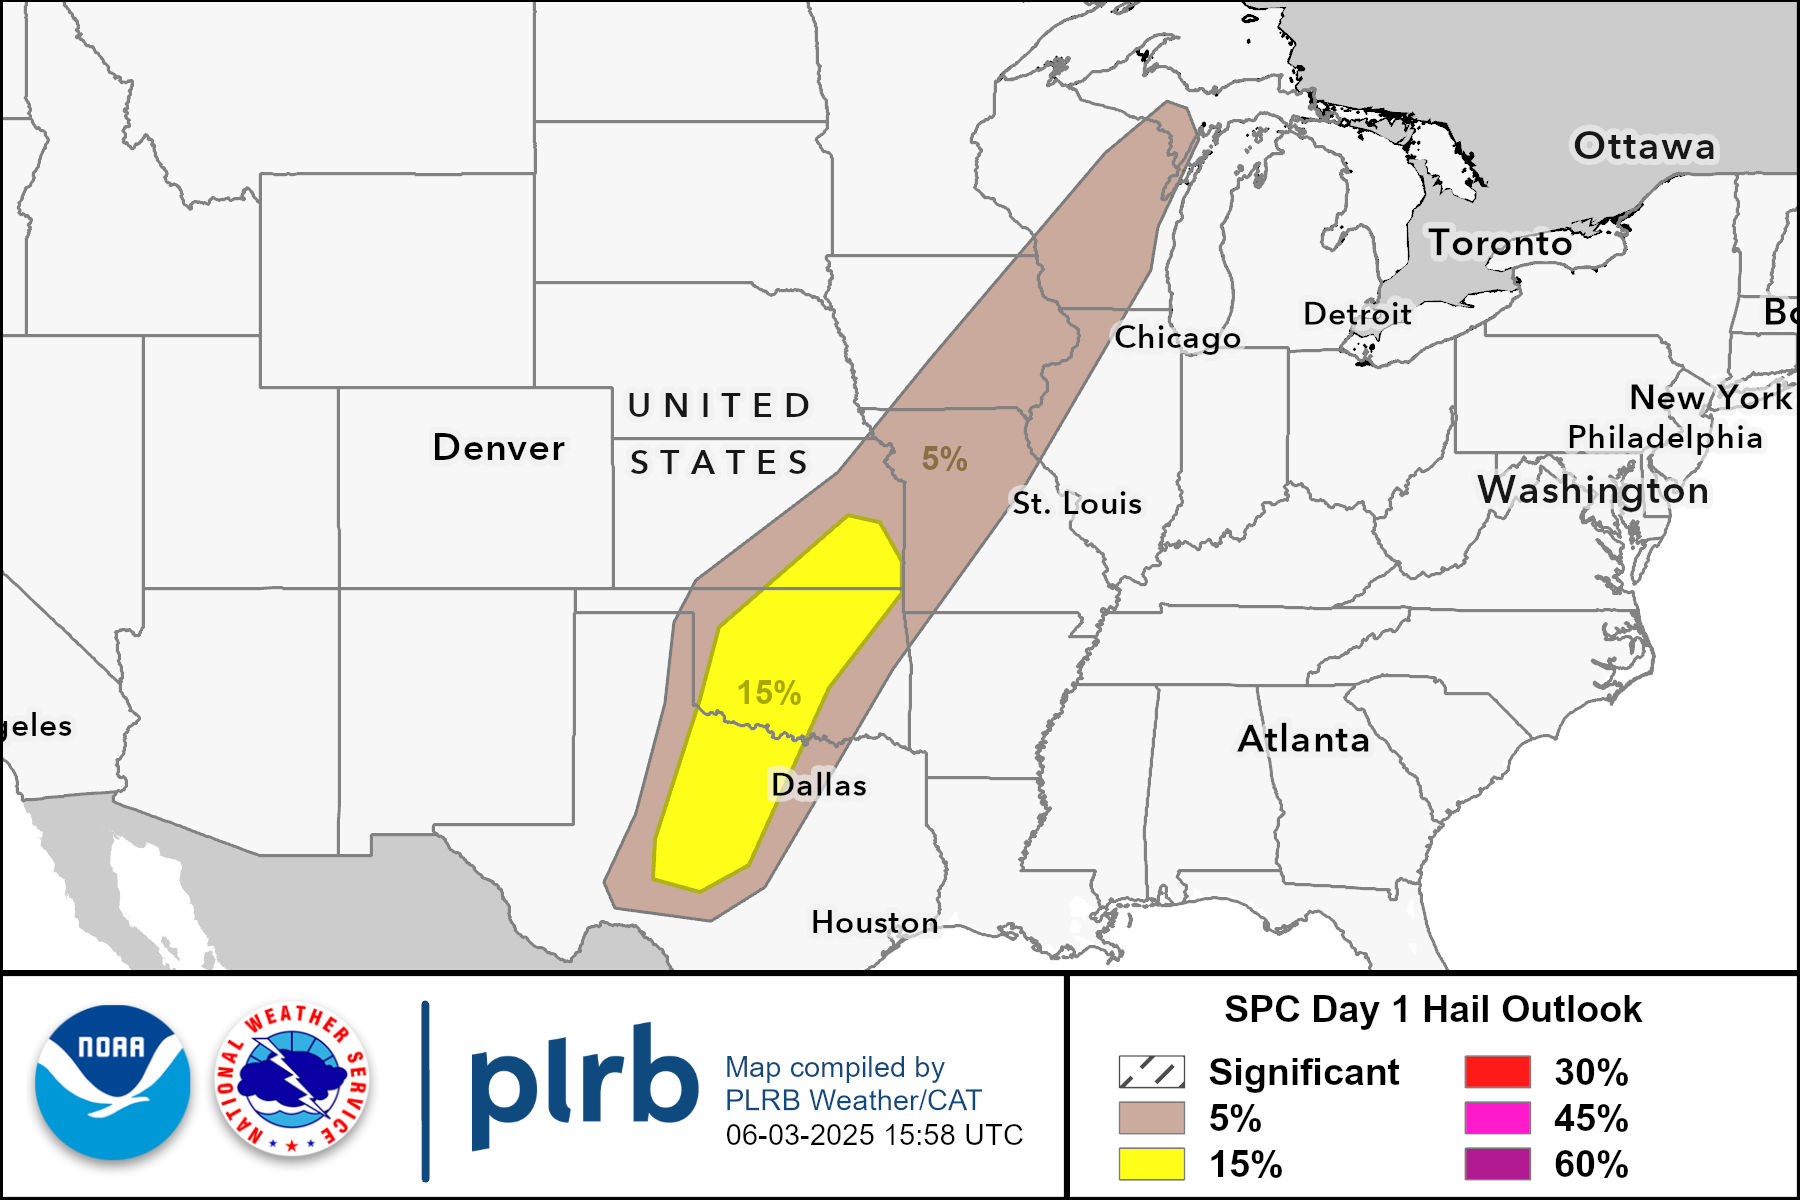 Ottawa
Toronto
Detroit
Bo
Chicago
UNITED
New York
Denver
Philadelphia
STATES
5%
Washington
St. Louis
15%
geles
Atlanta
Dallas
Houston
NOAA
NATIONAL WEATHER SERVICE
plrb
Map compiled by
PLRB Weather/CAT
06-03-2025 15:58 UTC
SPC Day 1 Hail Outlook
Significant
5%
15%
30%
45%
60%